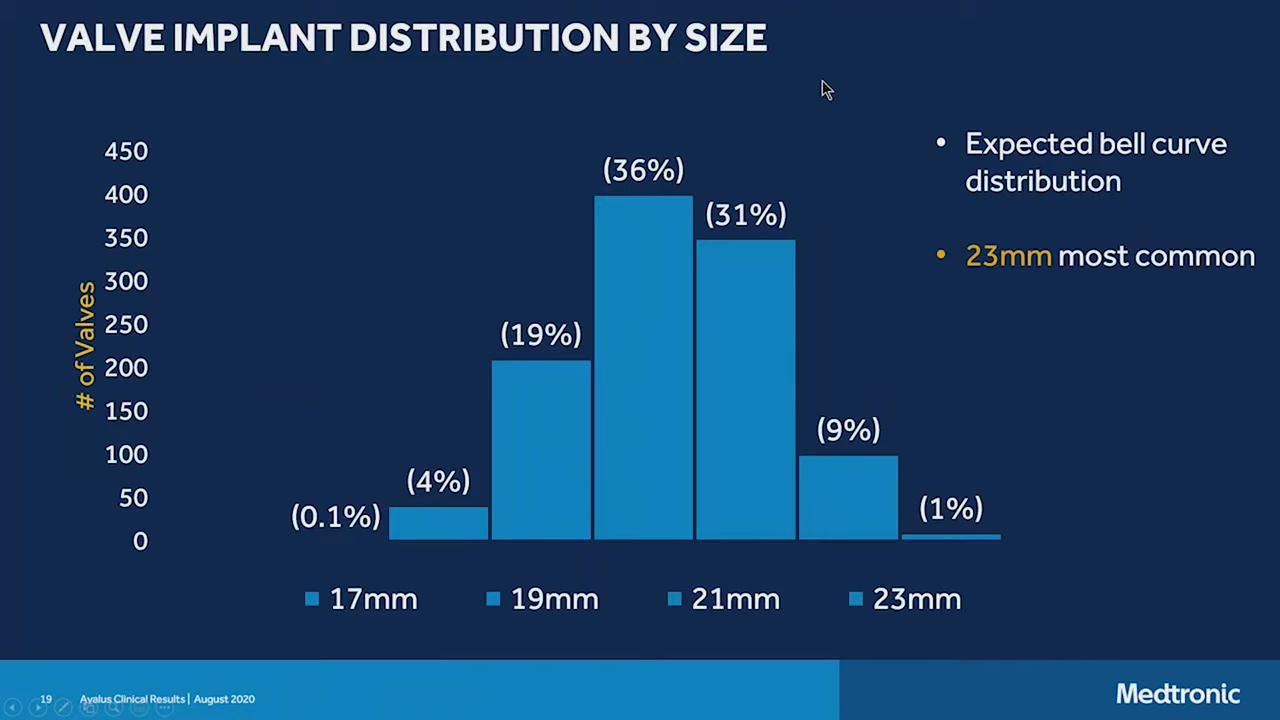 VALVE IMPLANT DISTRIBUTION BY SIZE
• Expected bell curve
distribution
• 23mm most common
# of Valves
450
400
350
300
250
200
150
100
50
0
(0.1%)
(4%)
(19%)
(36%)
(31%)
(9%)
(1%)
17mm
19mm
21mm
23mm
19 Avalus Clinical Results | August 2020
Medtronic